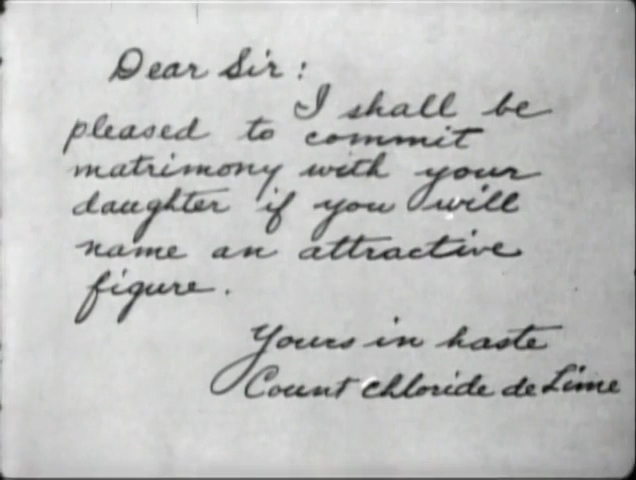 Dear Sir:
I shall be
pleased to commit
matrimony with your
daughter if you will
name an attractive
figure.
Yours in haste
Count Chloride de Lime